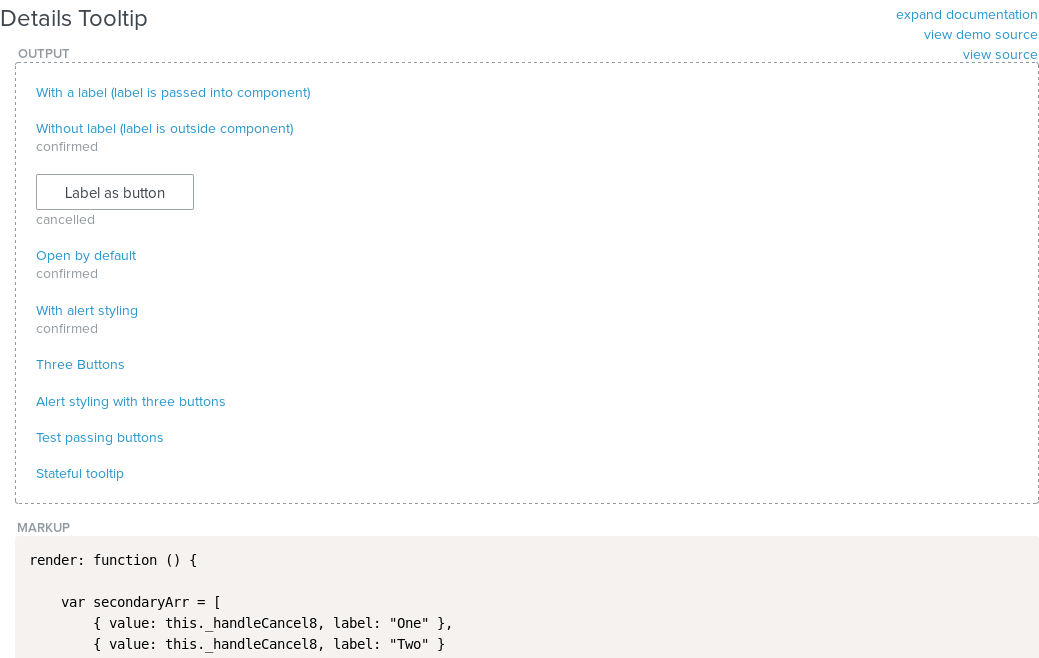 Details Tooltip
expand documentation
view demo source
view source
OUTPUT
With a label (label is passed into component)
Without label (label is outside component)
confirmed
Label as button
cancelled
Open by default
confirmed
With alert styling
confirmed
Three Buttons
Alert styling with three buttons
Test passing buttons
Stateful tooltip
MARKUP
render: function () {
    var secondaryArr = [
        { value: this._handleCancel8, label: "One" },
        { value: this._handleCancel8, label: "Two" }